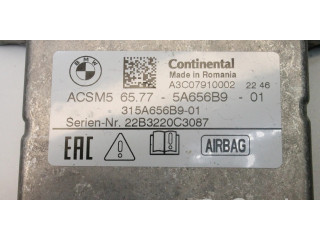 BMW
Continental
Made in Romania
A3C07910002 22 46
ACSM5 65.77 - 5A656B9 - 01
315A656B9-01
Serien-Nr. 22B3220C3087
EAC AIRBAG